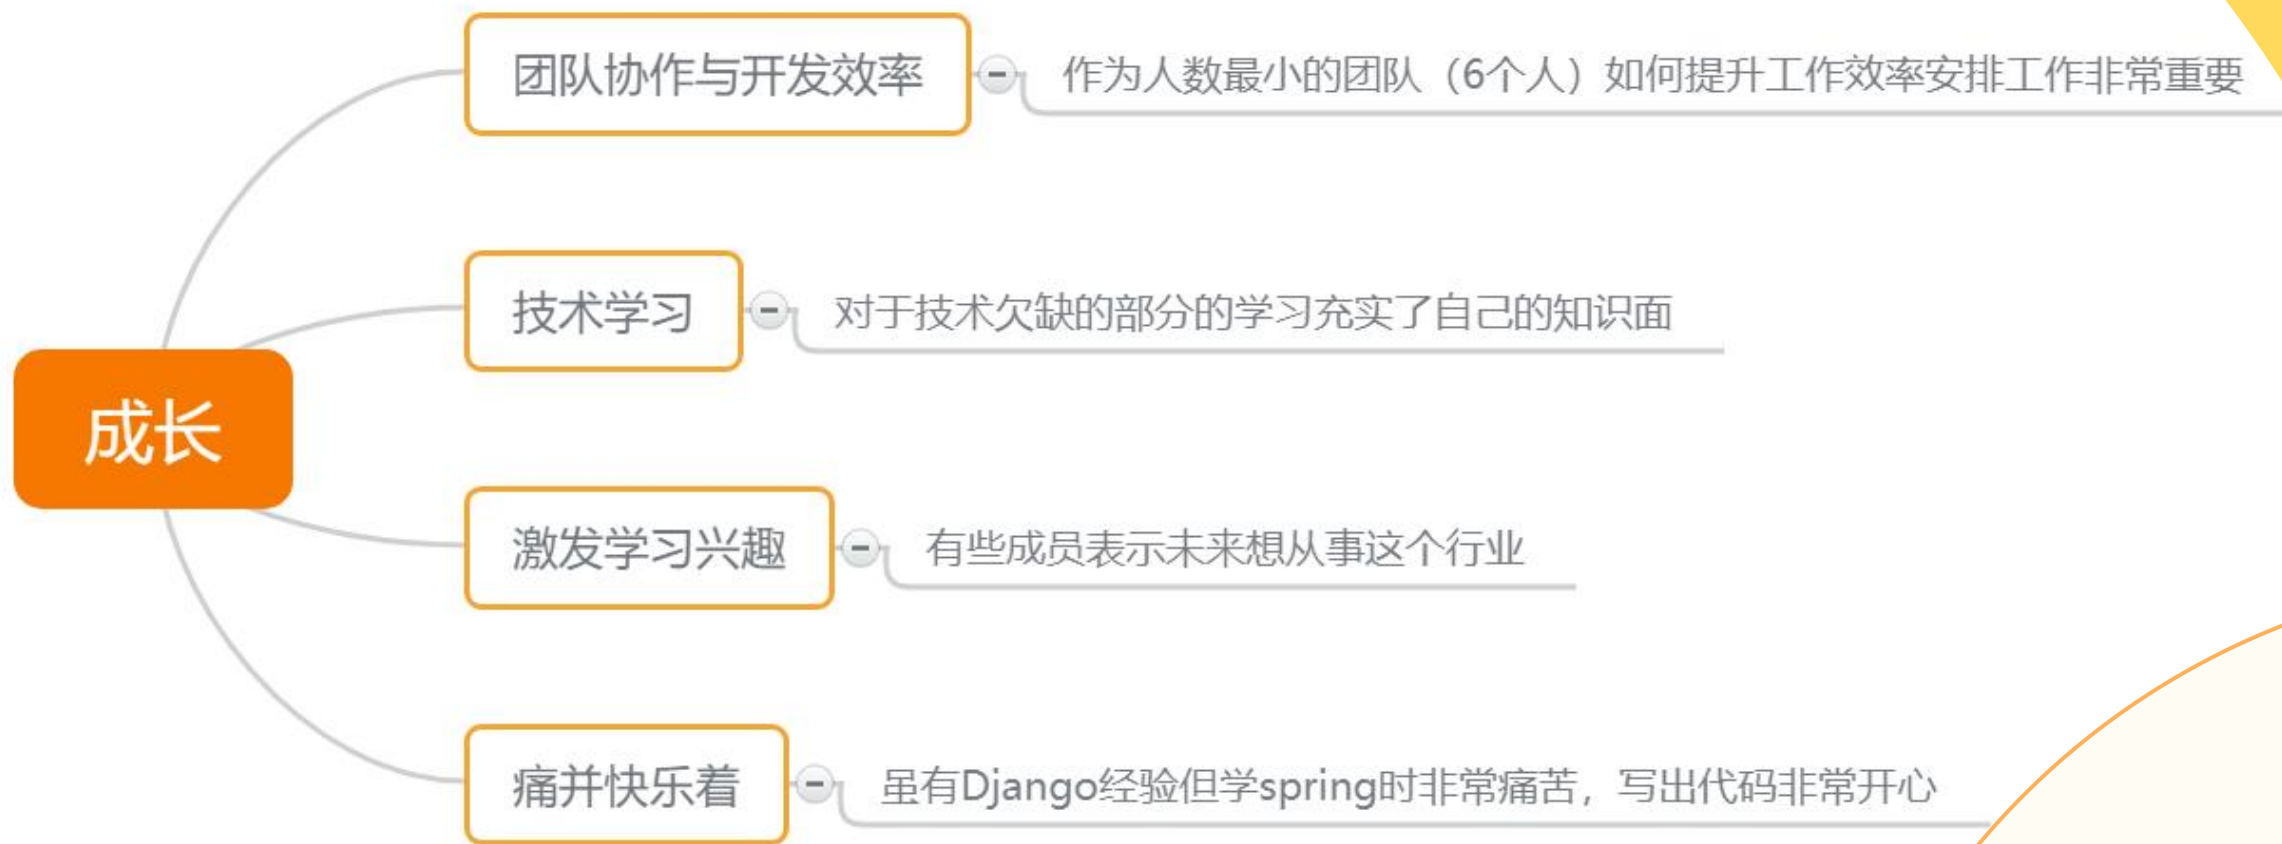 团队协作与开发效率
作为人数最小的团队（6个人）如何提升工作效率安排工作非常重要
技术学习
对于技术欠缺的部分的学习充实了自己的知识面
成长
激发学习兴趣
有些成员表示未来想从事这个行业
痛并快乐着
虽有Django经验但学spring时非常痛苦，写出代码非常开心